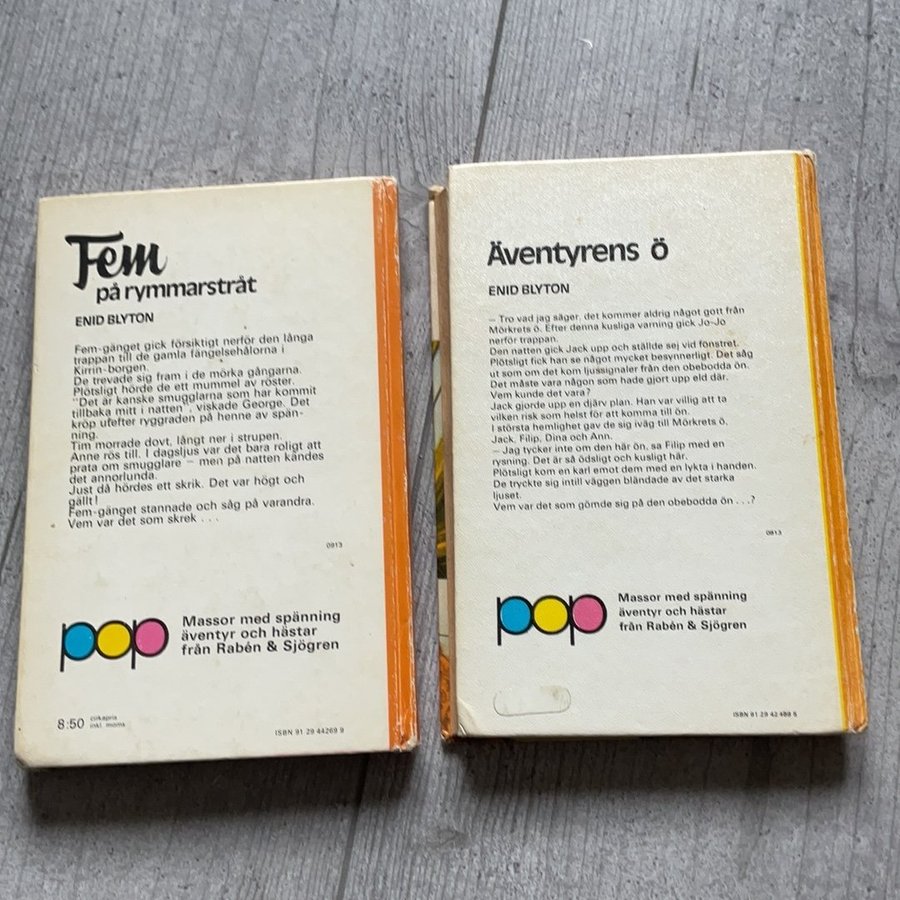 Fem
på rymmarstråt
ENID BLYTON
Fem-gänget gick försiktigt nerför den långa
trappan till de gamla fängelsehålorna i
Kirrin-borgen.
De trevade sig fram i de mörka gångarna.
Plötsligt hörde de ett mummel av röster.
"Det är kanske smugglarna som har kommit
tillbaka mitt i natten", viskade George. Det
kröp ufefter ryggraden på henne av spän-
ning.
Tim morrade dovt, långt ner i strupen.
Anne rös till. I dagsljus var det bara roligt att
prata om smugglare — men på natten kändes
det annorlunda.
Just då hördes ett skrik. Det var högt och
gällt!
Fem-gänget stannade och såg på varandra.
Vem var det som skrek . . .
0813
pop
Massor med spänning
äventyr och hästar
från Rabén & Sjögren
8:50 cirkapris
inkl. moms
ISBN 91 29 44269 9
Äventyrens ö
ENID BLYTON
— Tro vad jag säger, det kommer aldrig något gott från
Mörkrets ö. Efter denna kusliga varning gick Jo-Jo
nerför trappan.
Den natten gick Jack upp och ställde sej vid fönstret.
Plötsligt fick han se något mycket besynnerligt. Det såg
ut som om det kom ljussignaler från den obebodda ön.
Det måste vara någon som hade gjort upp eld där.
Vem kunde det vara?
Jack gjorde upp en djärv plan. Han var villig att ta
vilken risk som helst för att komma till ön.
I största hemlighet gav de sig iväg till Mörkrets ö,
Jack, Filip, Dina och Ann.
— Jag tycker inte om den här ön, sa Filip med en
rysning. Det är så ödsligt och kusligt här.
Plötsligt kom en karl emot dem med en lykta i handen.
De tryckte sig intill väggen bländade av det starka
ljuset.
Vem var det som gömde sig på den obebodda ön . . .?
0813
pop
Massor med spänning
äventyr och hästar
från Rabén & Sjögren
ISBN 91 29 42489 5